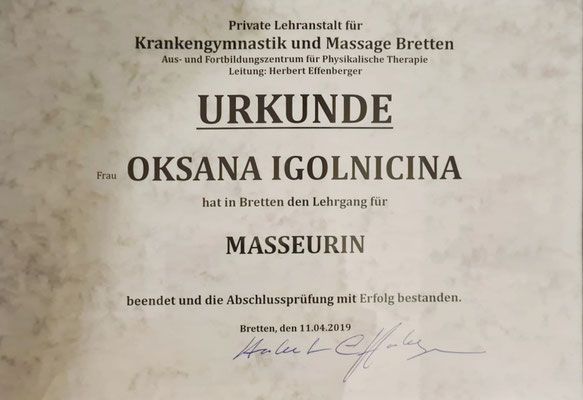 Private Lehranstalt für
Krankengymnastik und Massage Bretten
Aus- und Fortbildungszentrum für Physikalische Therapie
Leitung: Herbert Effenberger
URKUNDE
Frau OKSANA IGOLNICINA
hat in Bretten den Lehrgang für
MASSEURIN
beendet und die Abschlussprüfung mit Erfolg bestanden.
Bretten, den 11.04.2019